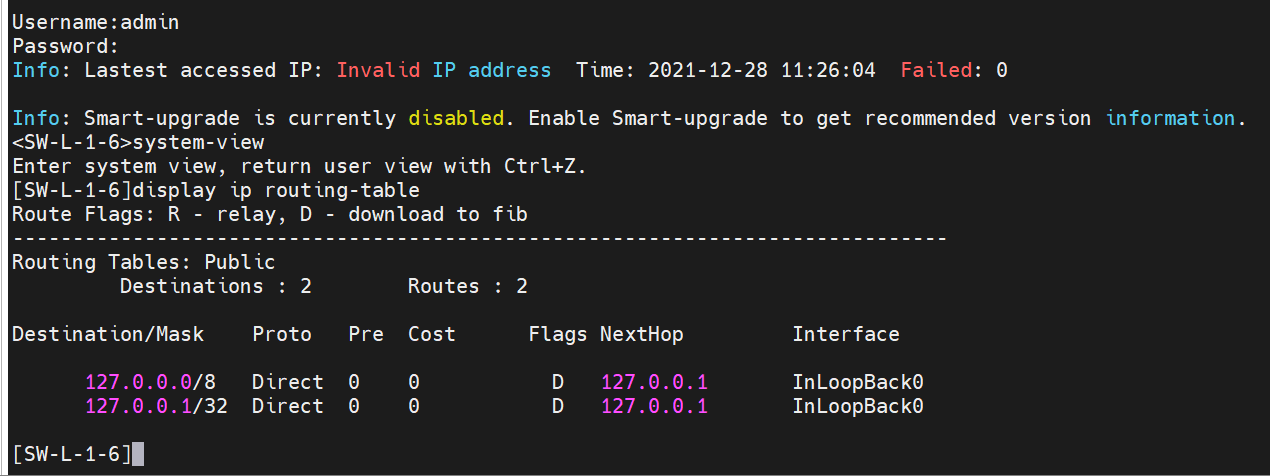 Username:admin
Password:
Info: Lastest accessed IP: Invalid IP address  Time: 2021-12-28 11:26:04  Failed: 0
Info: Smart-upgrade is currently disabled. Enable Smart-upgrade to get recommended version information.
<SW-L-1-6>system-view
Enter system view, return user view with Ctrl+Z.
[SW-L-1-6]display ip routing-table
Route Flags: R - relay, D - download to fib
------------------------------------------------------------------------------
Routing Tables: Public
         Destinations : 2        Routes : 2
Destination/Mask    Proto   Pre  Cost      Flags NextHop         Interface
      127.0.0.0/8   Direct  0    0           D   127.0.0.1       InLoopBack0
      127.0.0.1/32  Direct  0    0           D   127.0.0.1       InLoopBack0
[SW-L-1-6]